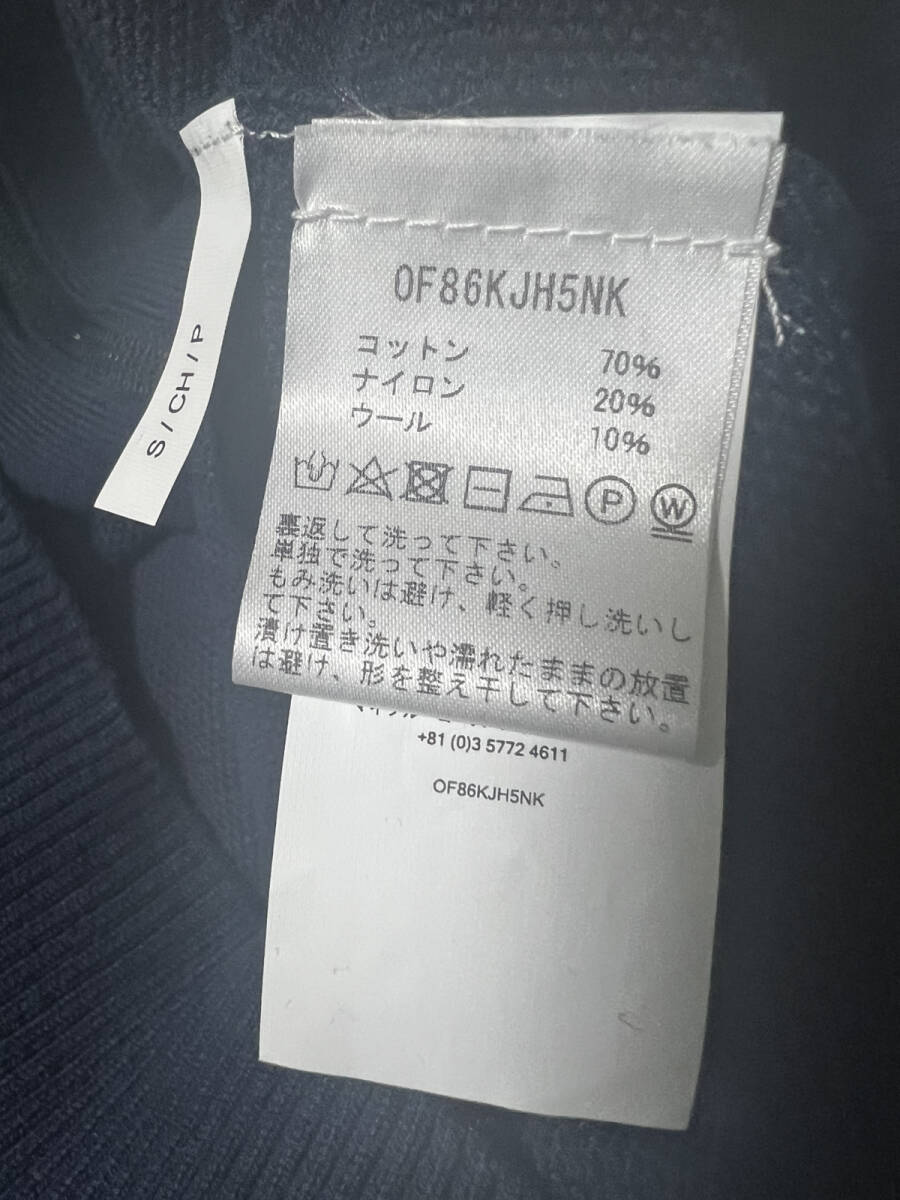 S / CH / P
OF86KJH5NK
コットン 70%
ナイロン 20%
ウール 10%
P W
裏返して洗って下さい。
単独で洗って下さい。
もみ洗いは避け、軽く押し洗いし
て下さい。
漬け置き洗いや濡れたままの放置
は避け、形を整え干して下さい。
+81 (0)3 5772 4611
OF86KJH5NK